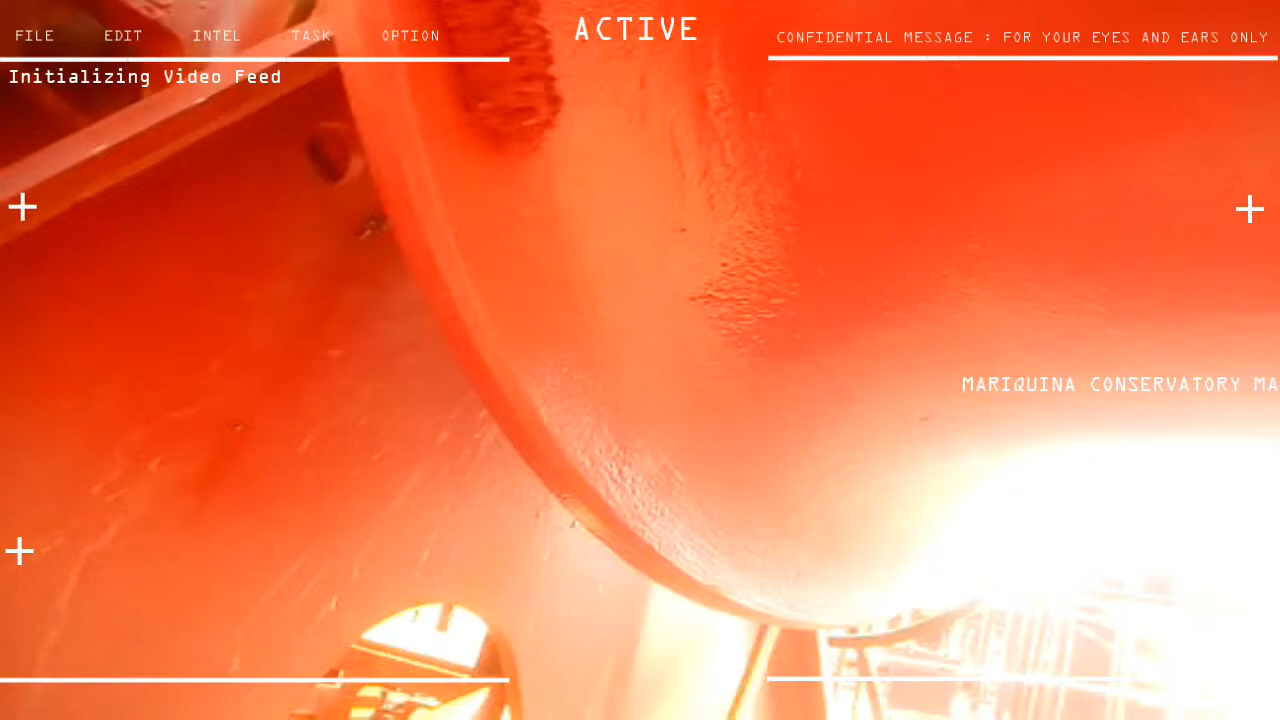 FILE EDIT INTEL TASK OPTION
ACTIVE
CONFIDENTIAL MESSAGE : FOR YOUR EYES AND EARS ONLY
Initializing Video Feed
MARIQUINA CONSERVATORY MA